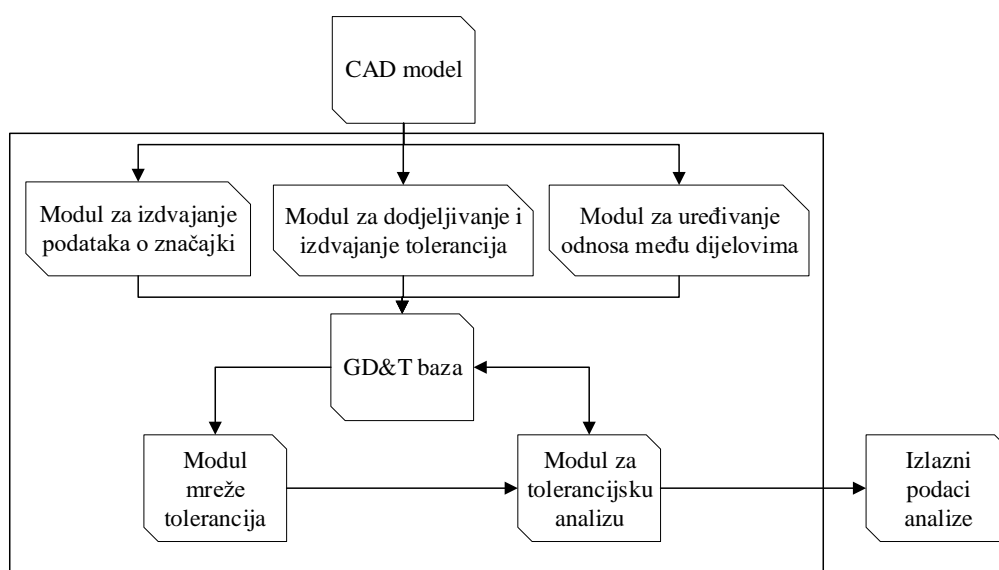 CAD model
Modul za izdvajanje
podataka o značajki
Modul za dodjeljivanje i
izdvajanje tolerancija
Modul za uređivanje
odnosa među dijelovima
GD&T baza
Modul
mreže
tolerancija
Modul za
tolerancijsku
analizu
Izlazni
podaci
analize